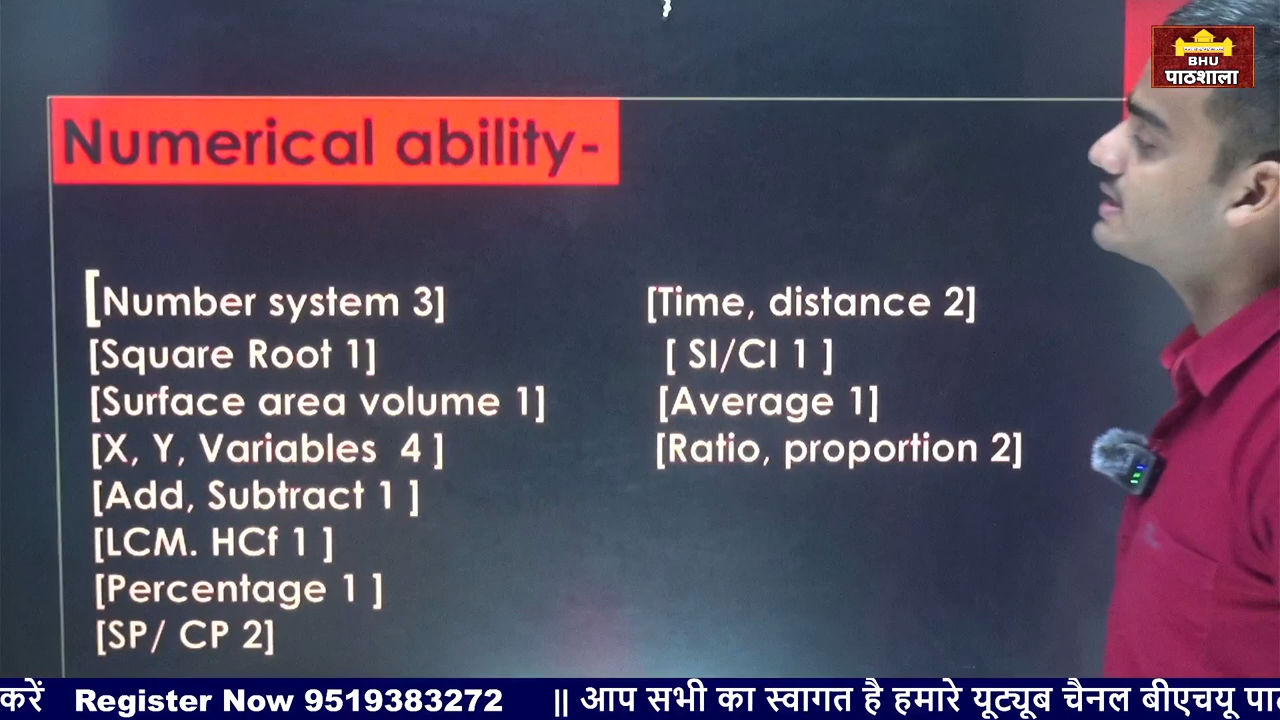 BHU
पाठशाला
Numerical ability-
[Number system 3]
[Square Root 1]
[Surface area volume 1]
[X, Y, Variables 4 ]
[Add, Subtract 1 ]
[LCM. HCf 1 ]
[Percentage 1 ]
[SP/ CP 2]
[Time, distance 2]
[ SI/CI 1 ]
[Average 1]
[Ratio, proportion 2]
करें Register Now 9519383272 || आप सभी का स्वागत है हमारे यूट्यूब चैनल बीएचयू पा